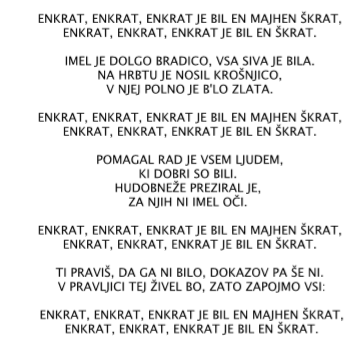 ENKRAT, ENKRAT, ENKRAT JE BIL EN MAJHEN ŠKRAT,
ENKRAT, ENKRAT, ENKRAT JE BIL EN ŠKRAT.
IMEL JE DOLGO BRADICO, VSA SIVA JE BILA.
NA HRBTU JE NOSIL KROŠNJICO,
V NJEJ POLNO JE B'LO ZLATA.
ENKRAT, ENKRAT, ENKRAT JE BIL EN MAJHEN ŠKRAT,
ENKRAT, ENKRAT, ENKRAT JE BIL EN ŠKRAT.
POMAGAL RAD JE VSEM LJUDEM,
KI DOBRI SO BILI.
HUDOBNEŽE PREZIRAL JE,
ZA NJIH NI IMEL OČI.
ENKRAT, ENKRAT, ENKRAT JE BIL EN MAJHEN ŠKRAT,
ENKRAT, ENKRAT, ENKRAT JE BIL EN ŠKRAT.
TI PRAVIŠ, DA GA NI BILO, DOKAZOV PA ŠE NI.
V PRAVLJICI TEJ ŽIVEL BO, ZATO ZAPOJMO VSI:
ENKRAT, ENKRAT, ENKRAT JE BIL EN MAJHEN ŠKRAT,
ENKRAT, ENKRAT, ENKRAT JE BIL EN ŠKRAT.